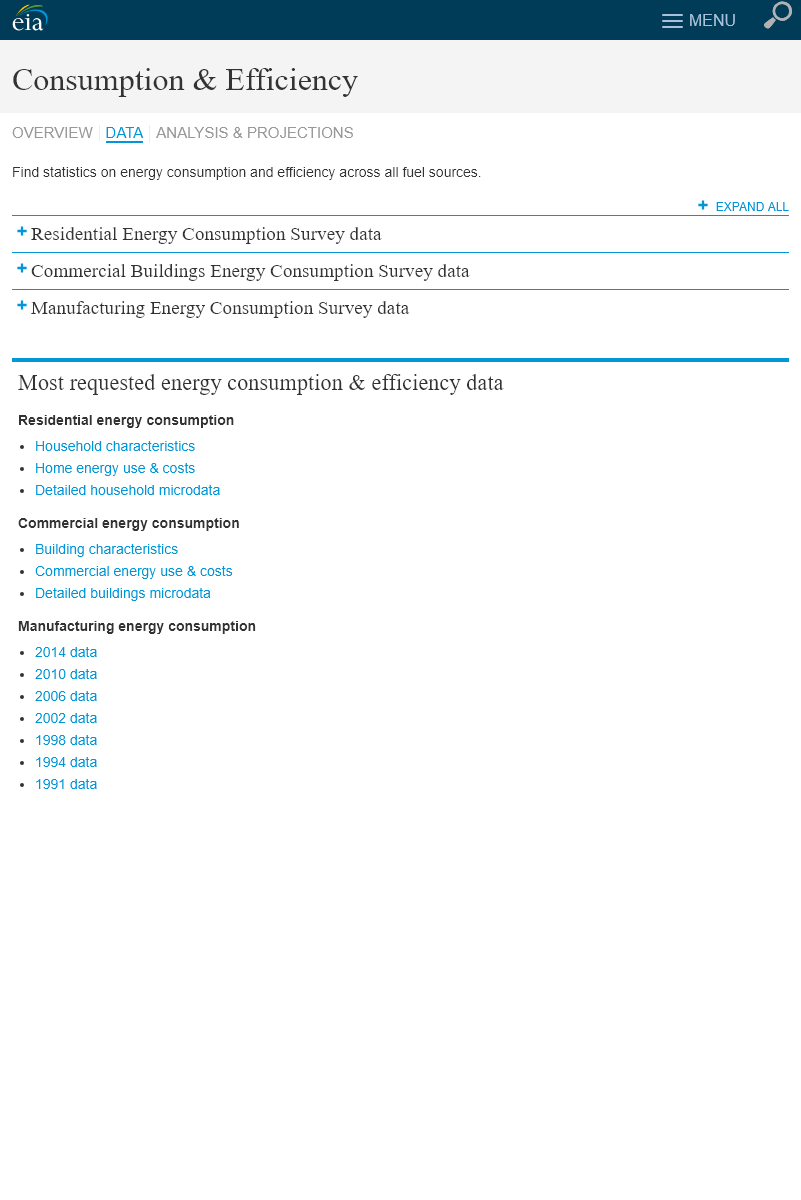 eia
MENU
Consumption & Efficiency
OVERVIEW DATA ANALYSIS & PROJECTIONS
Find statistics on energy consumption and efficiency across all fuel sources.
+ EXPAND ALL
+ Residential Energy Consumption Survey data
+ Commercial Buildings Energy Consumption Survey data
+ Manufacturing Energy Consumption Survey data
Most requested energy consumption & efficiency data
Residential energy consumption
• Household characteristics
• Home energy use & costs
• Detailed household microdata
Commercial energy consumption
• Building characteristics
• Commercial energy use & costs
• Detailed buildings microdata
Manufacturing energy consumption
• 2014 data
• 2010 data
• 2006 data
• 2002 data
• 1998 data
• 1994 data
• 1991 data